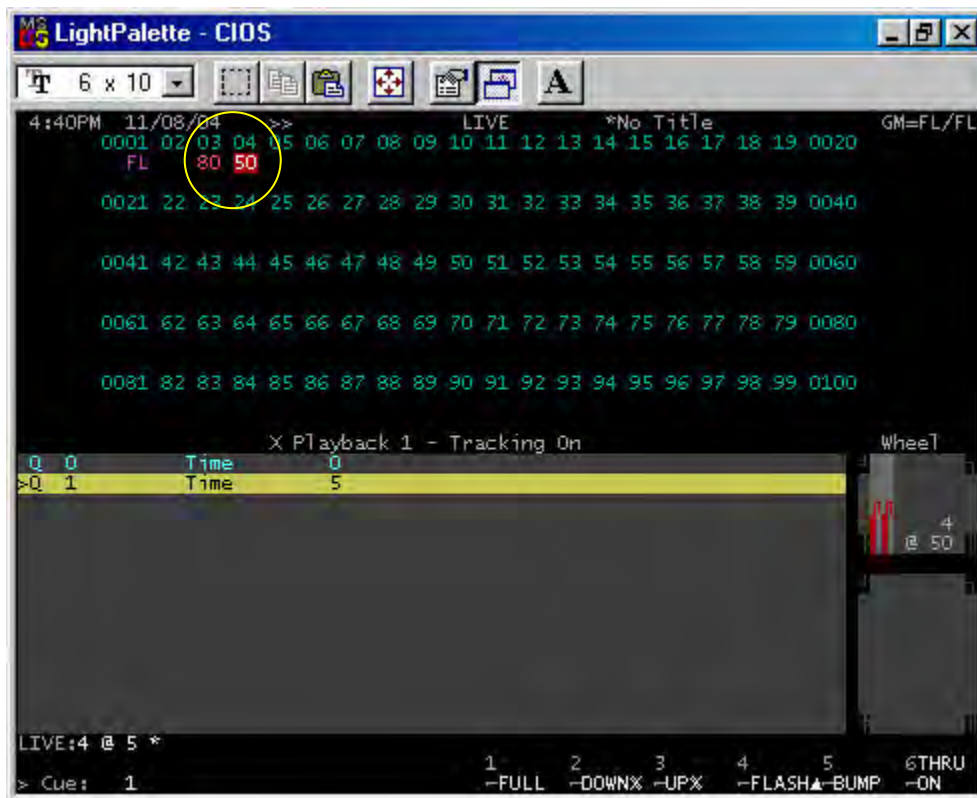 LightPalette - CIOS
6 x 10
A
4:40PM 11/08/04 >> LIVE *No Title GM=FL/FL
0001 02 03 04 05 06 07 08 09 10 11 12 13 14 15 16 17 18 19 0020
FL 80 50
0021 22 23 24 25 26 27 28 29 30 31 32 33 34 35 36 37 38 39 0040
0041 42 43 44 45 46 47 48 49 50 51 52 53 54 55 56 57 58 59 0060
0061 62 63 64 65 66 67 68 69 70 71 72 73 74 75 76 77 78 79 0080
0081 82 83 84 85 86 87 88 89 90 91 92 93 94 95 96 97 98 99 0100
X Playback 1 - Tracking On Wheel
Q 0 Time 0
>Q 1 Time 5
4
@ 50
LIVE:4 @ 5 *
1 2 3 4 5 6THRU
> Cue: 1 ⌐FULL ⌐DOWN% ⌐UP% ⌐FLASH▲⌐BUMP ⌐ON